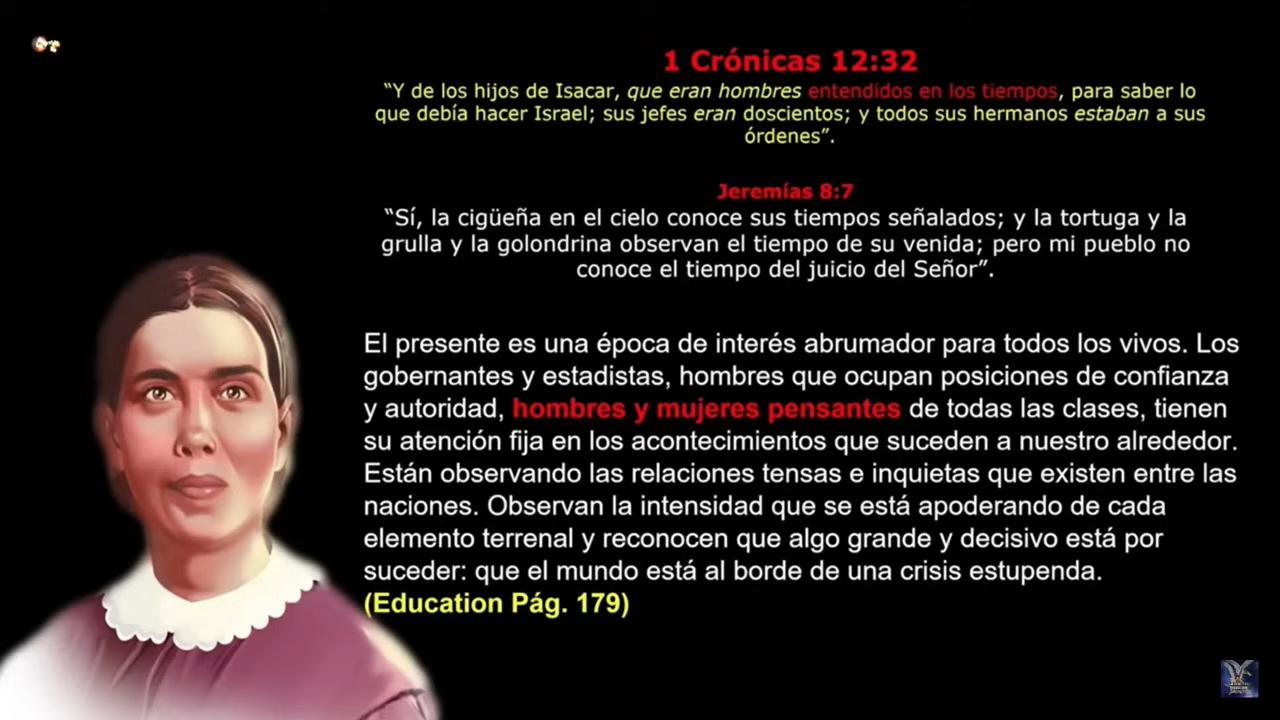 1 Crónicas 12:32
“Y de los hijos de Isacar, que eran hombres entendidos en los tiempos, para saber lo
que debía hacer Israel; sus jefes eran doscientos; y todos sus hermanos estaban a sus
órdenes”.
Jeremías 8:7
“Sí, la cigüeña en el cielo conoce sus tiempos señalados; y la tortuga y la
grulla y la golondrina observan el tiempo de su venida; pero mi pueblo no
conoce el tiempo del juicio del Señor”.
El presente es una época de interés abrumador para todos los vivos. Los
gobernantes y estadistas, hombres que ocupan posiciones de confianza
y autoridad, hombres y mujeres pensantes de todas las clases, tienen
su atención fija en los acontecimientos que suceden a nuestro alrededor.
Están observando las relaciones tensas e inquietas que existen entre las
naciones. Observan la intensidad que se está apoderando de cada
elemento terrenal y reconocen que algo grande y decisivo está por
suceder: que el mundo está al borde de una crisis estupenda.
(Education Pág. 179)